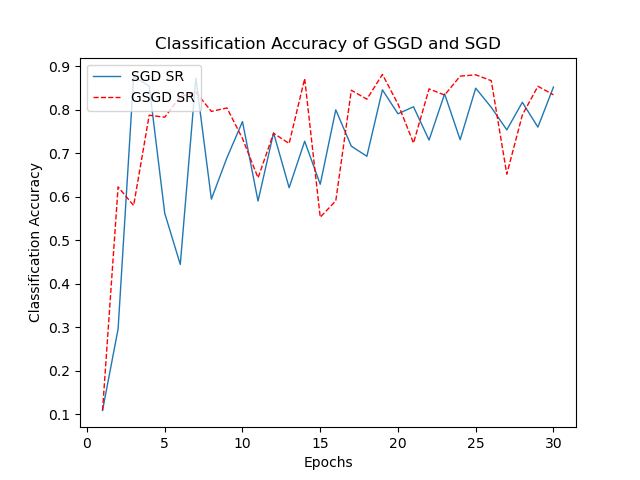 Classification Accuracy of GSGD and SGD
SGD SR
GSGD SR
0.9
0.8
0.7
0.6
0.5
0.4
0.3
0.2
0.1
Classification Accuracy
0 5 10 15 20 25 30
Epochs